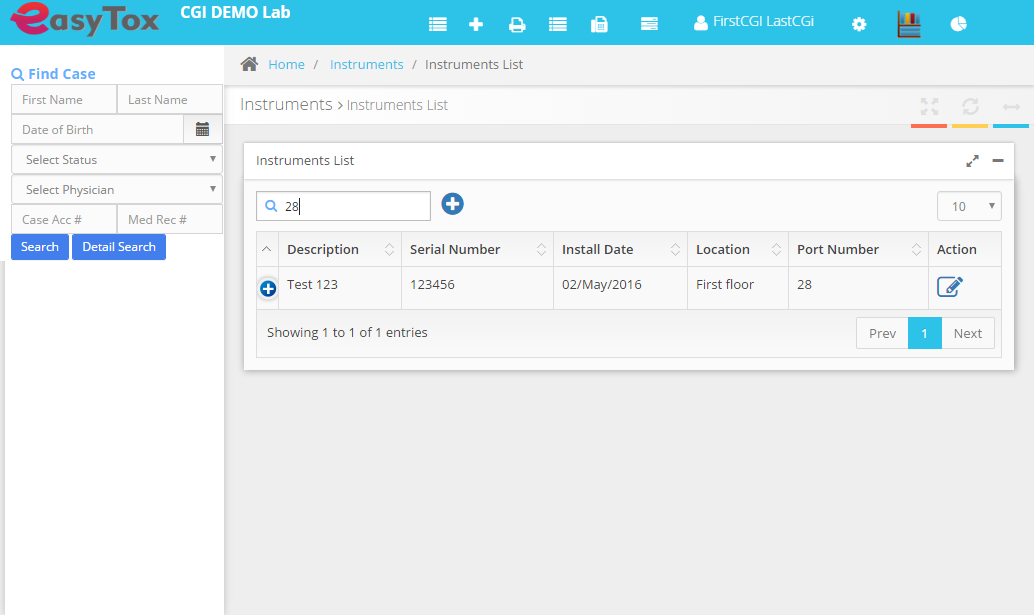 easyTox
CGI DEMO Lab
FirstCGI LastCGi
Find Case
First Name Last Name
Date of Birth
Select Status
Select Physician
Case Acc # Med Rec #
Search Detail Search
Home / Instruments / Instruments List
Instruments > Instruments List
Instruments List
28
10
Description Serial Number Install Date Location Port Number Action
Test 123 123456 02/May/2016 First floor 28
Showing 1 to 1 of 1 entries
Prev 1 Next